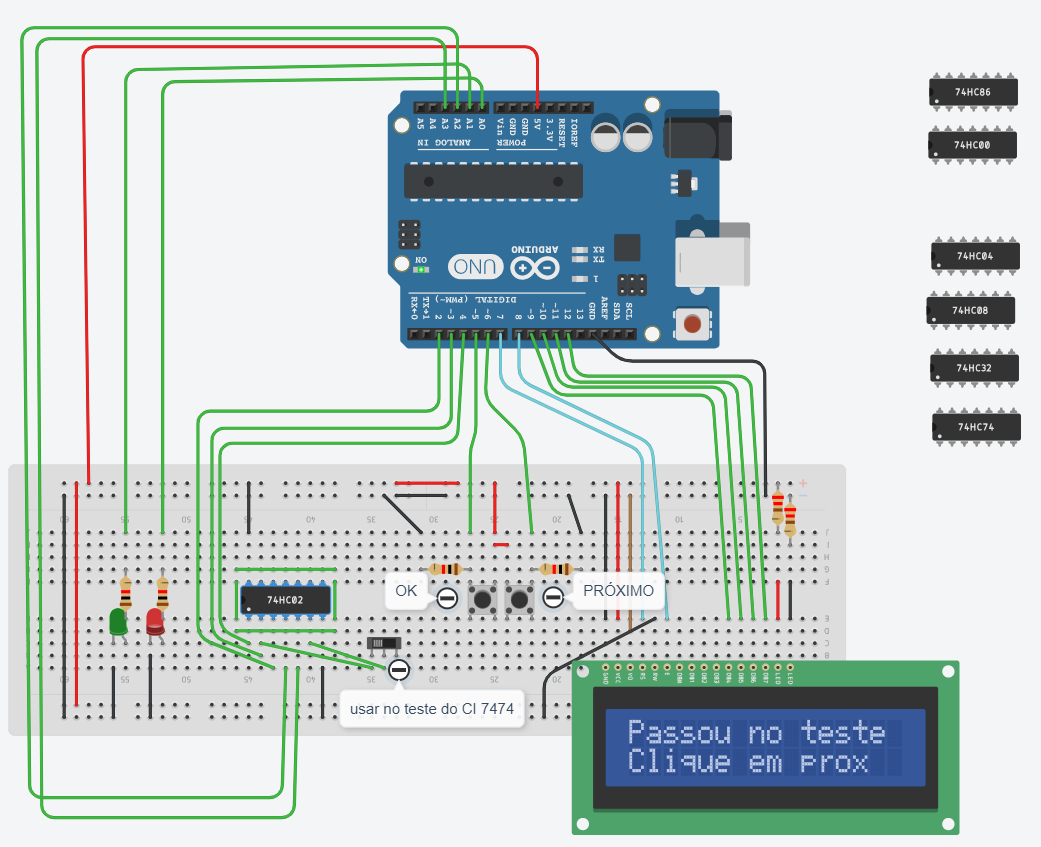 74HC86
74HC00
74HC04
74HC08
74HC32
74HC74
A5
A4
A3
A2
A1
A0
Vin
GND
GND
5V
3.3V
RESET
IOREF
ANALOG IN
POWER
ARDUINO
UNO
ON
RX
TX
1
DIGITAL (PWM~)
RX←0
TX→1
2
~3
4
~5
~6
7
8
~9
~10
~11
12
13
GND
AREF
SDA
SCL
60
55
50
40
35
30
25
20
10
5
74HC02
OK
PRÓXIMO
usar no teste do CI 7474
GND
VCC
VO
RS
RW
E
DB0
DB1
DB2
DB3
DB4
DB5
DB6
DB7
LED
LED
Passou no teste
Clique em prox